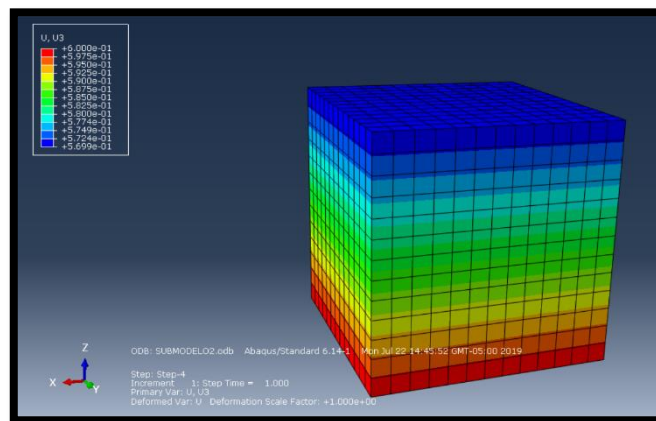 U, U3
+6.000e-01
+5.975e-01
+5.950e-01
+5.925e-01
+5.900e-01
+5.875e-01
+5.850e-01
+5.825e-01
+5.800e-01
+5.774e-01
+5.749e-01
+5.724e-01
+5.699e-01
ODB: SUBMODELO2.odb Abaqus/Standard 6.14-1 Mon Jul 22 14:45:52 GMT-05:00 2019
Step: Step-4
Increment 1: Step Time = 1.000
Primary Var: U, U3
Deformed Var: U Deformation Scale Factor: +1.000e+00
Z
X
Y